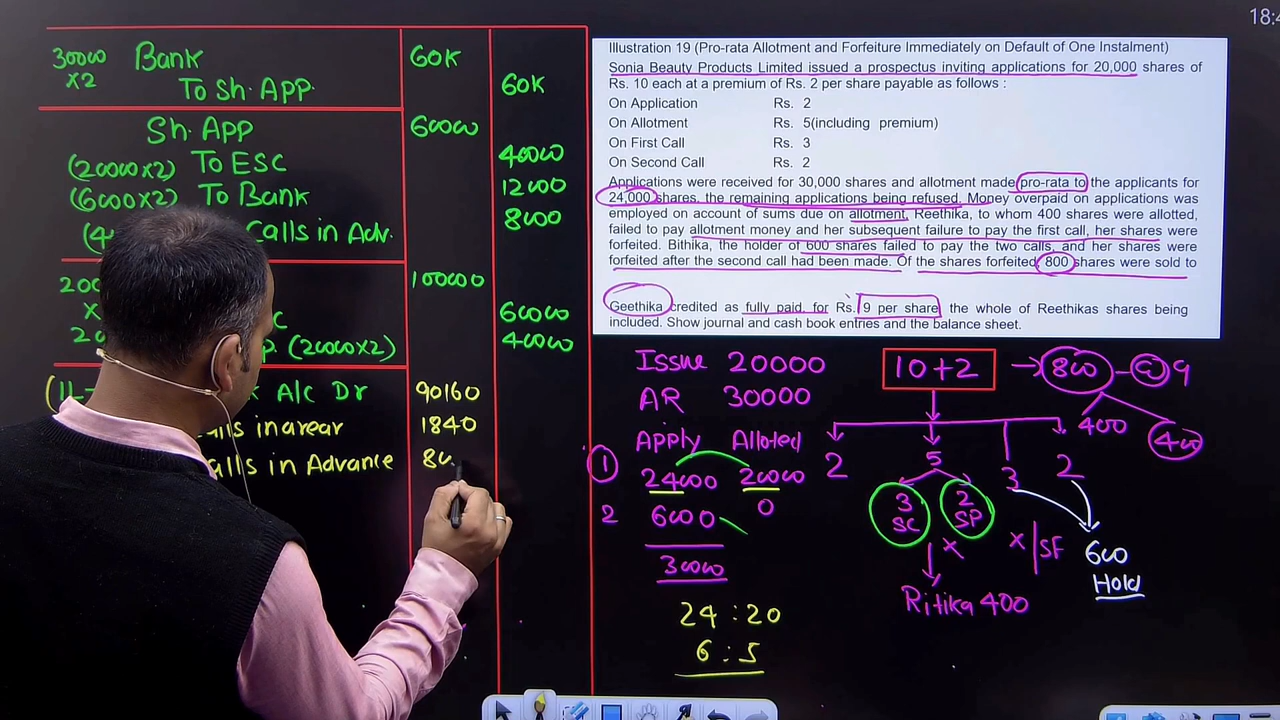 18:4
30000 Bank 60K
X2 To Sh. App. 60K
Sh. App 60000
(20000x2) To ESC 40000
(6000x2) To Bank 12000
Calls in Adv. 8000
200 100000
60000
p. (20000x2) 40000
A/c Dr 90160
alls in arear 1840
alls in Advance 80
Illustration 19 (Pro-rata Allotment and Forfeiture Immediately on Default of One Instalment)
Sonia Beauty Products Limited issued a prospectus inviting applications for 20,000 shares of
Rs. 10 each at a premium of Rs. 2 per share payable as follows :
On Application Rs. 2
On Allotment Rs. 5(including premium)
On First Call Rs. 3
On Second Call Rs. 2
Applications were received for 30,000 shares and allotment made pro-rata to the applicants for
24,000 shares, the remaining applications being refused. Money overpaid on applications was
employed on account of sums due on allotment. Reethika, to whom 400 shares were allotted,
failed to pay allotment money and her subsequent failure to pay the first call, her shares were
forfeited. Bithika, the holder of 600 shares failed to pay the two calls, and her shares were
forfeited after the second call had been made. Of the shares forfeited 800 shares were sold to
Geethika credited as fully paid for Rs. 9 per share, the whole of Reethikas shares being
included. Show journal and cash book entries and the balance sheet.
Issue 20000
AR 30000
Apply Alloted
1 24000 20000
2 6000 0
30000
24 : 20
6 : 5
10 + 2 → 800 - @ 9
400 400
2 5 3 2
3 SC 2 SP
x x/SF
Ritika 400
600
Hold